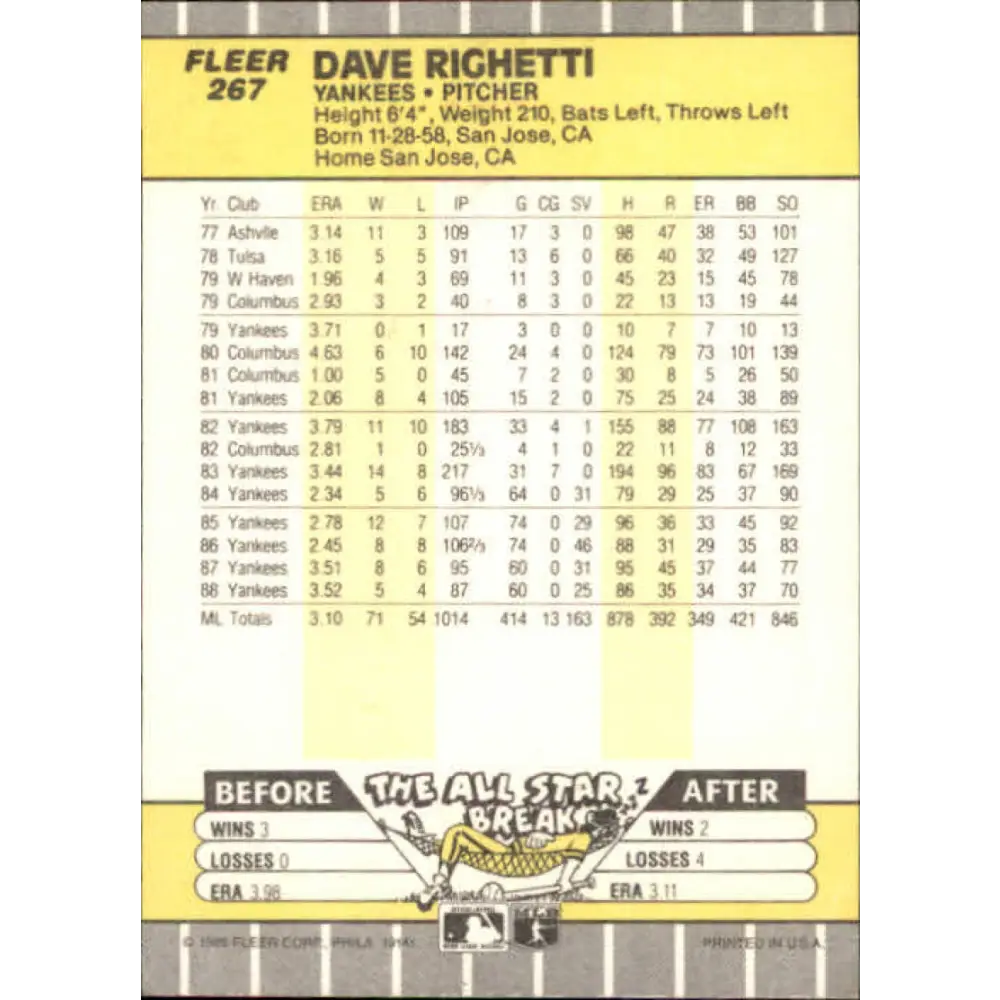 FLEER
267
DAVE RIGHETTI
YANKEES • PITCHER
Height 6'4", Weight 210, Bats Left, Throws Left
Born 11-28-58, San Jose, CA
Home San Jose, CA
Yr Club ERA W L IP G CG SV H R ER BB SO
77 Ashvlle 3.14 11 3 109 17 3 0 98 47 38 53 101
78 Tulsa 3.16 5 5 91 13 6 0 66 40 32 49 127
79 W Haven 1.96 4 3 69 11 3 0 45 23 15 45 78
79 Columbus 2.93 3 2 40 8 3 0 22 13 13 19 44
79 Yankees 3.71 0 1 17 3 0 0 10 7 7 10 13
80 Columbus 4.63 6 10 142 24 4 0 124 79 73 101 139
81 Columbus 1.00 5 0 45 7 2 0 30 8 5 26 50
81 Yankees 2.06 8 4 105 15 2 0 75 25 24 38 89
82 Yankees 3.79 11 10 183 33 4 1 155 88 77 108 163
82 Columbus 2.81 1 0 25⅓ 4 1 0 22 11 8 12 33
83 Yankees 3.44 14 8 217 31 7 0 194 96 83 67 169
84 Yankees 2.34 5 6 96⅓ 64 0 31 79 29 25 37 90
85 Yankees 2.78 12 7 107 74 0 29 96 36 33 45 92
86 Yankees 2.45 8 8 106⅔ 74 0 46 88 31 29 35 83
87 Yankees 3.51 8 6 95 60 0 31 95 45 37 44 77
88 Yankees 3.52 5 4 87 60 0 25 86 35 34 37 70
ML Totals 3.10 71 54 1014 414 13 163 878 392 349 421 846
BEFORE THE ALL STAR BREAK AFTER
WINS 3 WINS 2
LOSSES 0 LOSSES 4
ERA 3.98 ERA 3.11
FLEER CORP., PHILA. 19141 PRINTED IN U.S.A.